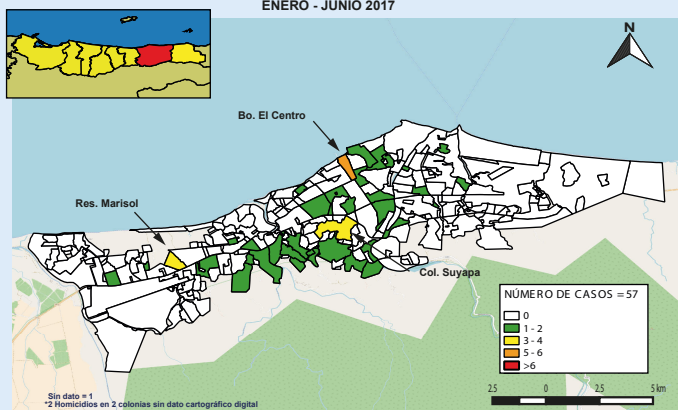 ENERO - JUNIO 2017
N
Bo. El Centro
Res. Marisol
Col. Suyapa
NÚMERO DE CASOS = 57
0
1 - 2
3 - 4
5 - 6
>6
2.5 0 2.5 5 km
Sin dato = 1
*2 Homicidios en 2 colonias sin dato cartográfico digital